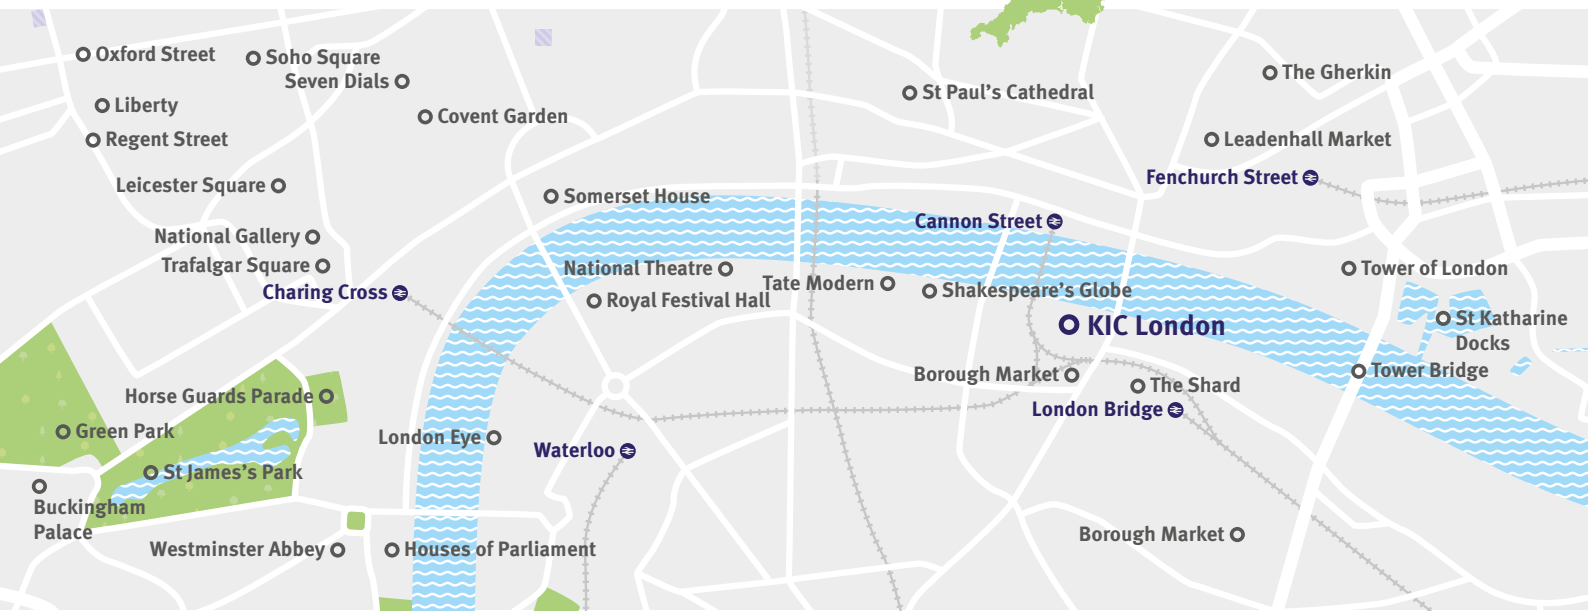 Oxford Street
Soho Square
Seven Dials
The Gherkin
St Paul’s Cathedral
Liberty
Covent Garden
Regent Street
Leadenhall Market
Fenchurch Street
Leicester Square
Somerset House
Cannon Street
National Gallery
Trafalgar Square
National Theatre
Tower of London
Tate Modern
Charing Cross
Shakespeare’s Globe
Royal Festival Hall
St Katharine
Docks
KIC London
Tower Bridge
Borough Market
The Shard
Horse Guards Parade
London Bridge
Green Park
London Eye
Waterloo
St James’s Park
Buckingham
Palace
Borough Market
Westminster Abbey
Houses of Parliament